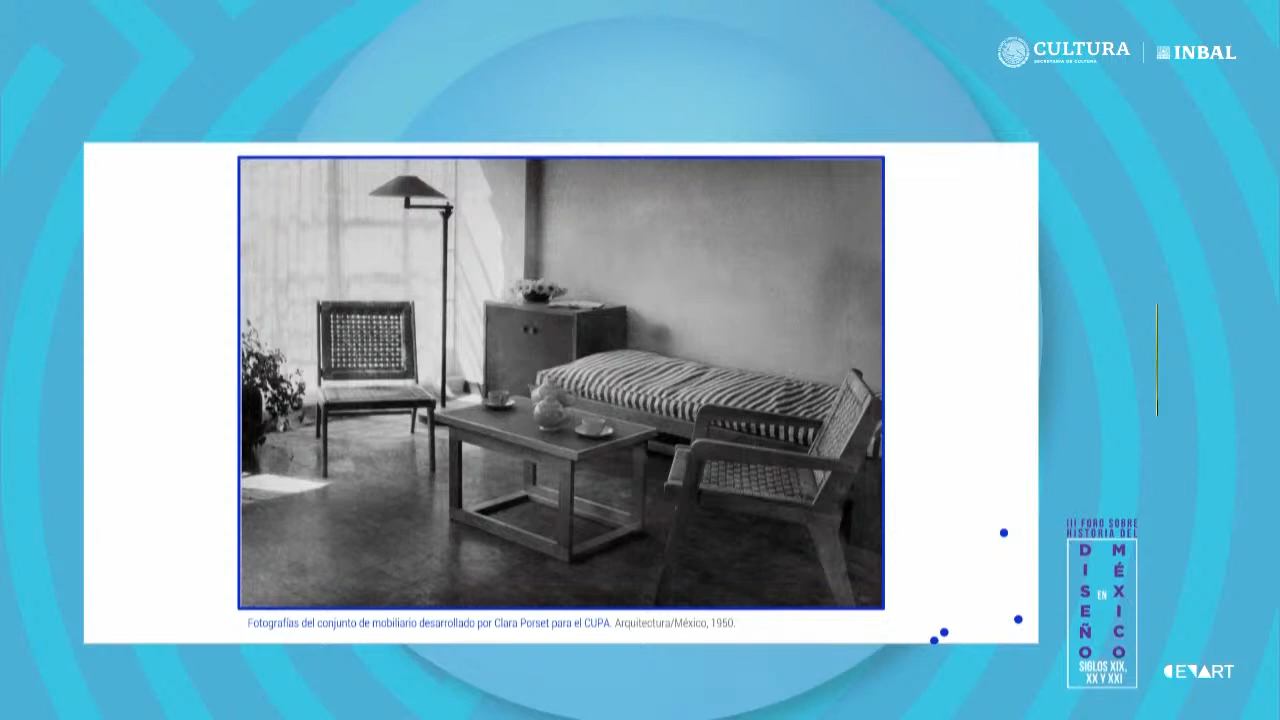 CULTURA
SECRETARÍA DE CULTURA
INBAL
Fotografías del conjunto de mobiliario desarrollado por Clara Porset para el CUPA. Arquitectura/México, 1950.
III FORO SOBRE
HISTORIA DEL
DISEÑO
EN
MÉXICO
SIGLOS XIX,
XX Y XXI
CENART